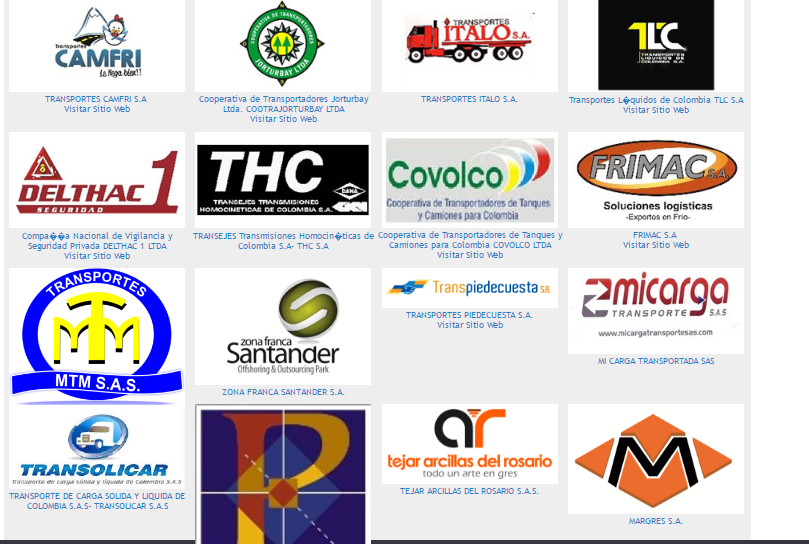 Transportes
CAMFRI
te llega bien!!
TRANSPORTES CAMFRI S.A
Visitar Sitio Web
COOPERATIVA DE TRANSPORTADORES
JORTURBAY LTDA
Cooperativa de Transportadores Jorturbay
Ltda. COOTRAJORTURBAY LTDA
Visitar Sitio Web
TRANSPORTES
ITALO S.A.
TRANSPORTES ITALO S.A.
TLC
TRANSPORTES
LIQUIDOS DE
COLOMBIA S.A.
Transportes L�quidos de Colombia TLC S.A
Visitar Sitio Web
DELTHAC 1
SEGURIDAD
Compa��a Nacional de Vigilancia y
Seguridad Privada DELTHAC 1 LTDA
Visitar Sitio Web
THC
DANA
TRANSEJES TRANSMISIONES
HOMOCINETICAS DE COLOMBIA S.A.
TRANSEJES Transmisiones Homocin�ticas de
Colombia S.A- THC S.A
Covolco
Cooperativa de Transportadores de Tanques
y Camiones para Colombia
Cooperativa de Transportadores de Tanques y
Camiones para Colombia COVOLCO LTDA
Visitar Sitio Web
FRIMAC S.A.
Soluciones logísticas
-Expertos en Frío-
FRIMAC S.A
Visitar Sitio Web
TRANSPORTES
MTM
MTM S.A.S.
zona franca
Santander
Offshoring & Outsourcing Park
ZONA FRANCA SANTANDER S.A.
Transpiedecuesta S.A
TRANSPORTES PIEDECUESTA S.A.
Visitar Sitio Web
micarga
TRANSPORTE S.A.S.
www.micargatransportesas.com
MI CARGA TRANSPORTADA SAS
TRANSOLICAR
Transporte de carga sólida y líquida de Colombia S.A.S
TRANSPORTE DE CARGA SOLIDA Y LIQUIDA DE
COLOMBIA S.A.S- TRANSOLICAR S.A.S
ar
tejar arcillas del rosario
todo un arte en gres
TEJAR ARCILLAS DEL ROSARIO S.A.S.
M
MARGRES S.A.